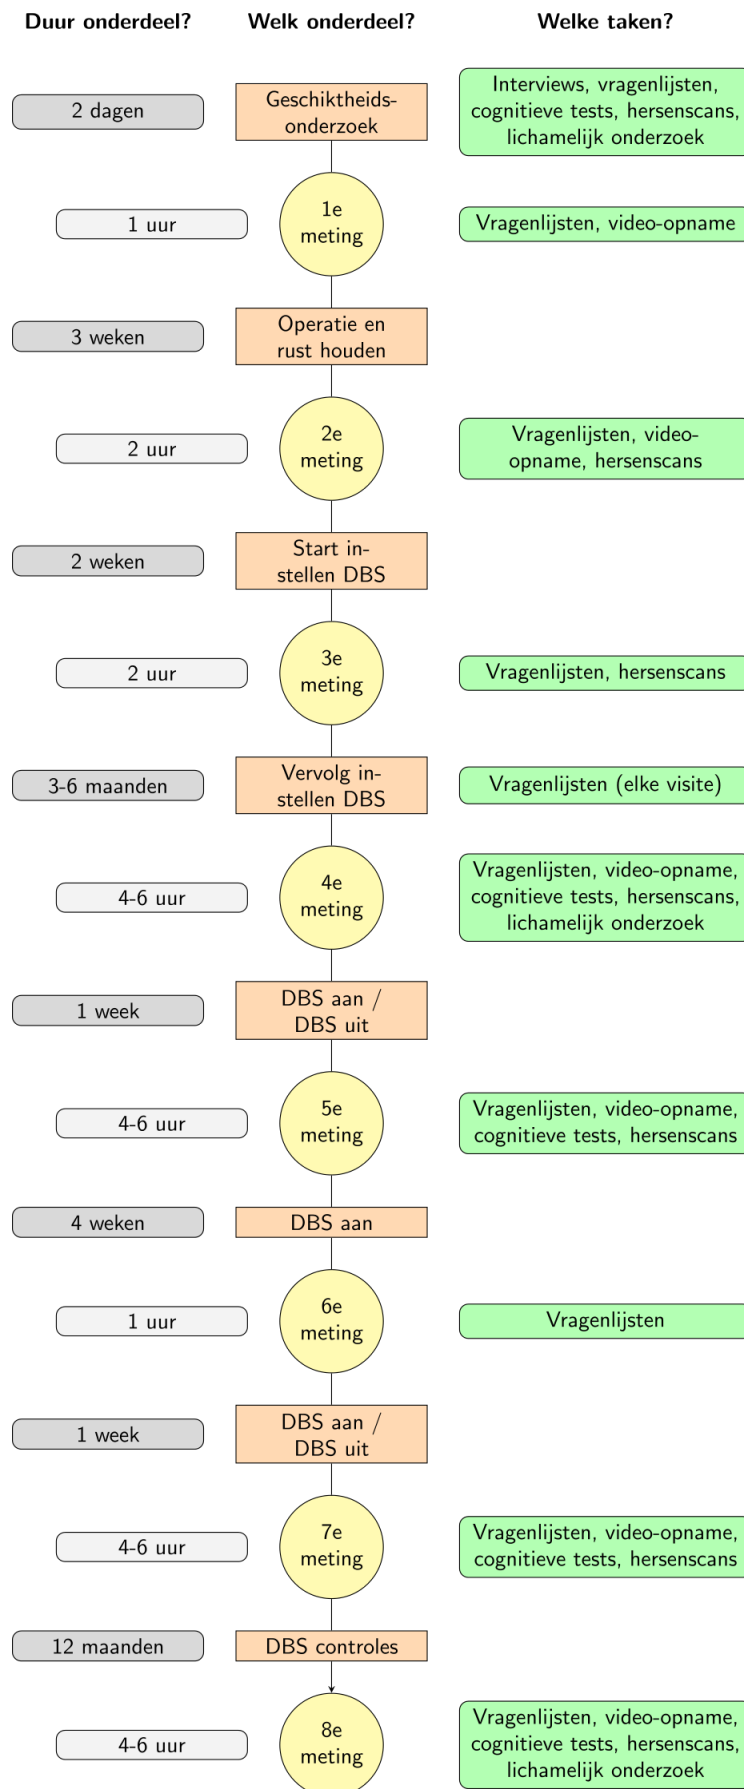 Duur onderdeel? Welk onderdeel? Welke taken?
2 dagen
Geschiktheids-
onderzoek
Interviews, vragenlijsten,
cognitieve tests, hersenscans,
lichamelijk onderzoek
1 uur
1e
meting
Vragenlijsten, video-opname
3 weken
Operatie en
rust houden
2 uur
2e
meting
Vragenlijsten, video-
opname, hersenscans
2 weken
Start in-
stellen DBS
2 uur
3e
meting
Vragenlijsten, hersenscans
3-6 maanden
Vervolg in-
stellen DBS
Vragenlijsten (elke visite)
4-6 uur
4e
meting
Vragenlijsten, video-opname,
cognitieve tests, hersenscans,
lichamelijk onderzoek
1 week
DBS aan /
DBS uit
4-6 uur
5e
meting
Vragenlijsten, video-opname,
cognitieve tests, hersenscans
4 weken
DBS aan
1 uur
6e
meting
Vragenlijsten
1 week
DBS aan /
DBS uit
4-6 uur
7e
meting
Vragenlijsten, video-opname,
cognitieve tests, hersenscans
12 maanden
DBS controles
4-6 uur
8e
meting
Vragenlijsten, video-opname,
cognitieve tests, hersenscans,
lichamelijk onderzoek